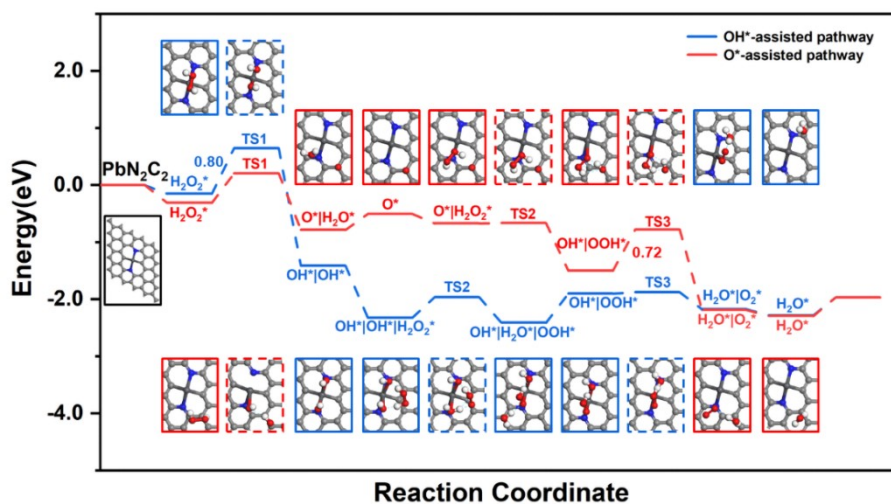 OH*-assisted pathway
O*-assisted pathway
2.0
0.0
-2.0
-4.0
Energy(eV)
PbN₂C₂
H₂O₂*
0.80
TS1
H₂O₂*
TS1
O*|H₂O*
O*
O*|H₂O₂*
TS2
OH*|OOH*
0.72
TS3
OH*|OH*
OH*|OH*|H₂O₂*
TS2
OH*|H₂O*|OOH*
OH*|OOH*
TS3
H₂O*|O₂*
H₂O*|O₂*
H₂O*
H₂O*
Reaction Coordinate